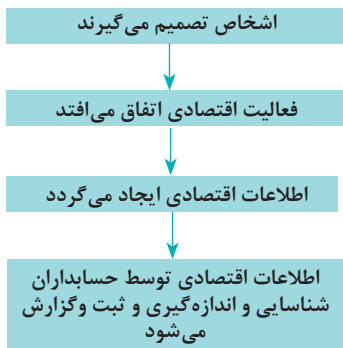 اشخاص تصمیم می‌گیرند
فعالیت اقتصادی اتفاق می‌افتد
اطلاعات اقتصادی ایجاد می‌گردد
اطلاعات اقتصادی توسط حسابداران
شناسایی و اندازه‌گیری و ثبت وگزارش
می‌شود